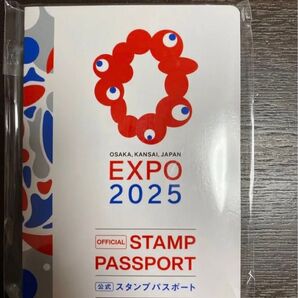 OSAKA, KANSAI, JAPAN
EXPO
2025
OFFICIAL STAMP
PASSPORT
公式 スタンプパスポート